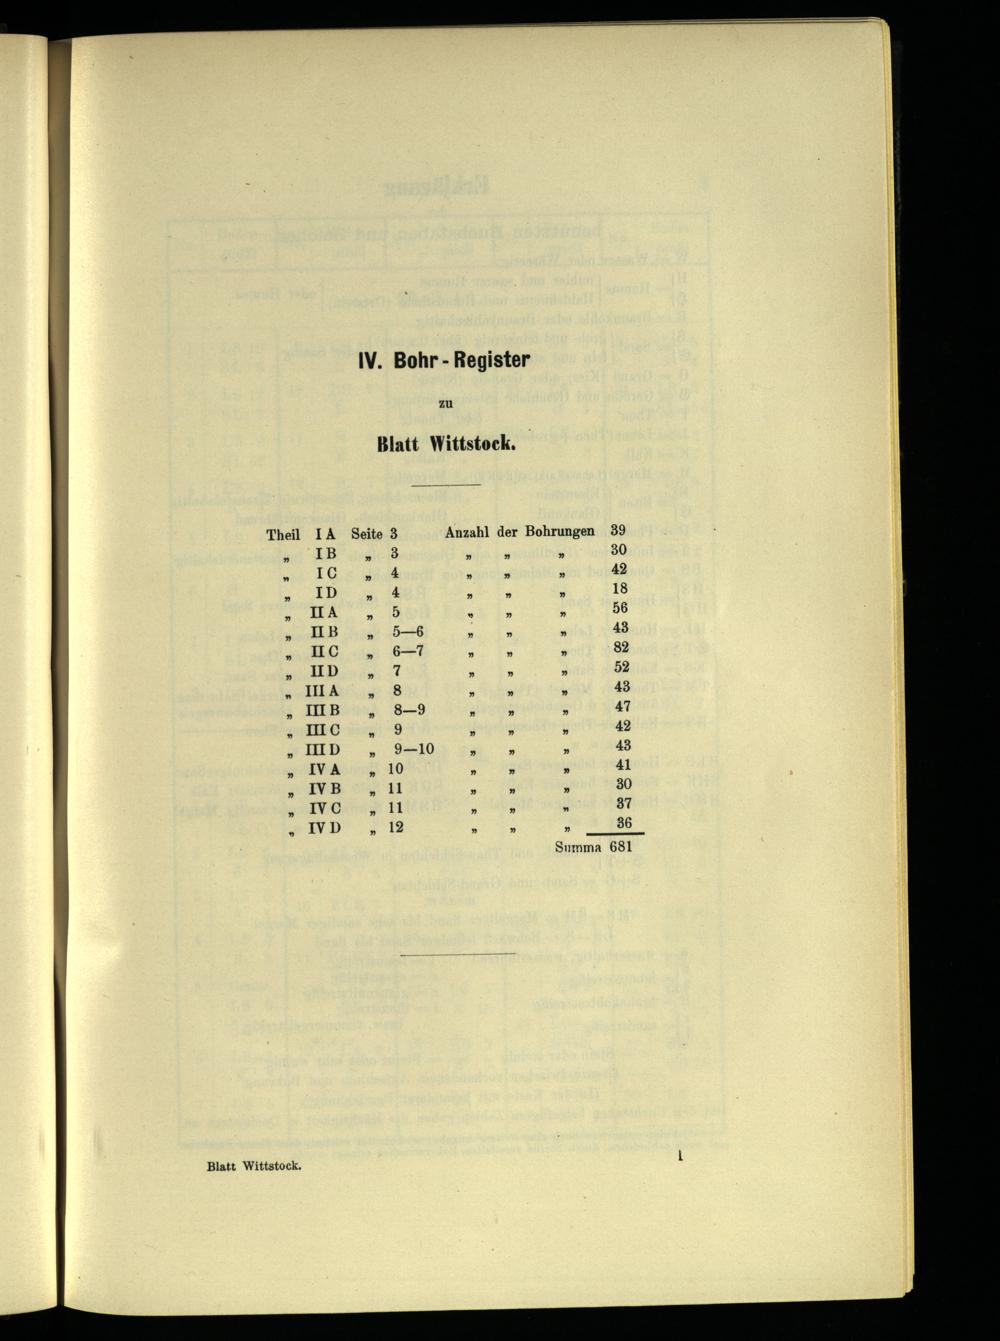 IV. Bohr-Register
zu
Blatt Wittstock.
Theil I A Seite 3 Anzahl der Bohrungen 39
„ I B „ 3 „ „ „ 30
„ I C „ 4 „ „ „ 42
„ I D „ 4 „ „ „ 18
„ II A „ 5 „ „ „ 56
„ II B „ 5—6 „ „ „ 43
„ II C „ 6—7 „ „ „ 82
„ II D „ 7 „ „ „ 52
„ III A „ 8 „ „ „ 43
„ III B „ 8—9 „ „ „ 47
„ III C „ 9 „ „ „ 42
„ III D „ 9—10 „ „ „ 43
„ IV A „ 10 „ „ „ 41
„ IV B „ 11 „ „ „ 30
„ IV C „ 11 „ „ „ 37
„ IV D „ 12 „ „ „ 36
Summa 681
Blatt Wittstock. 1